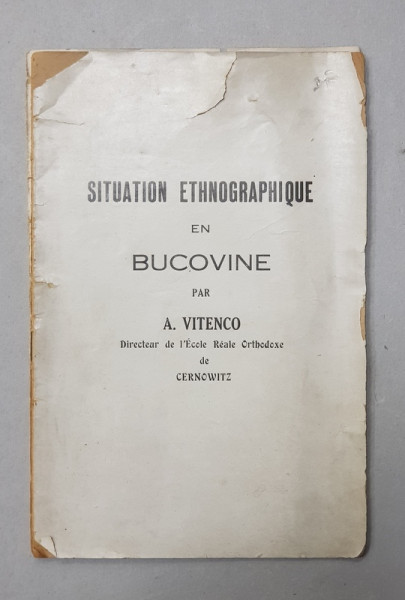 SITUATION ETHNOGRAPHIQUE
EN
BUCOVINE
PAR
A. VITENCO
Directeur de l'École Réale Orthodoxe
de
CERNOWITZ